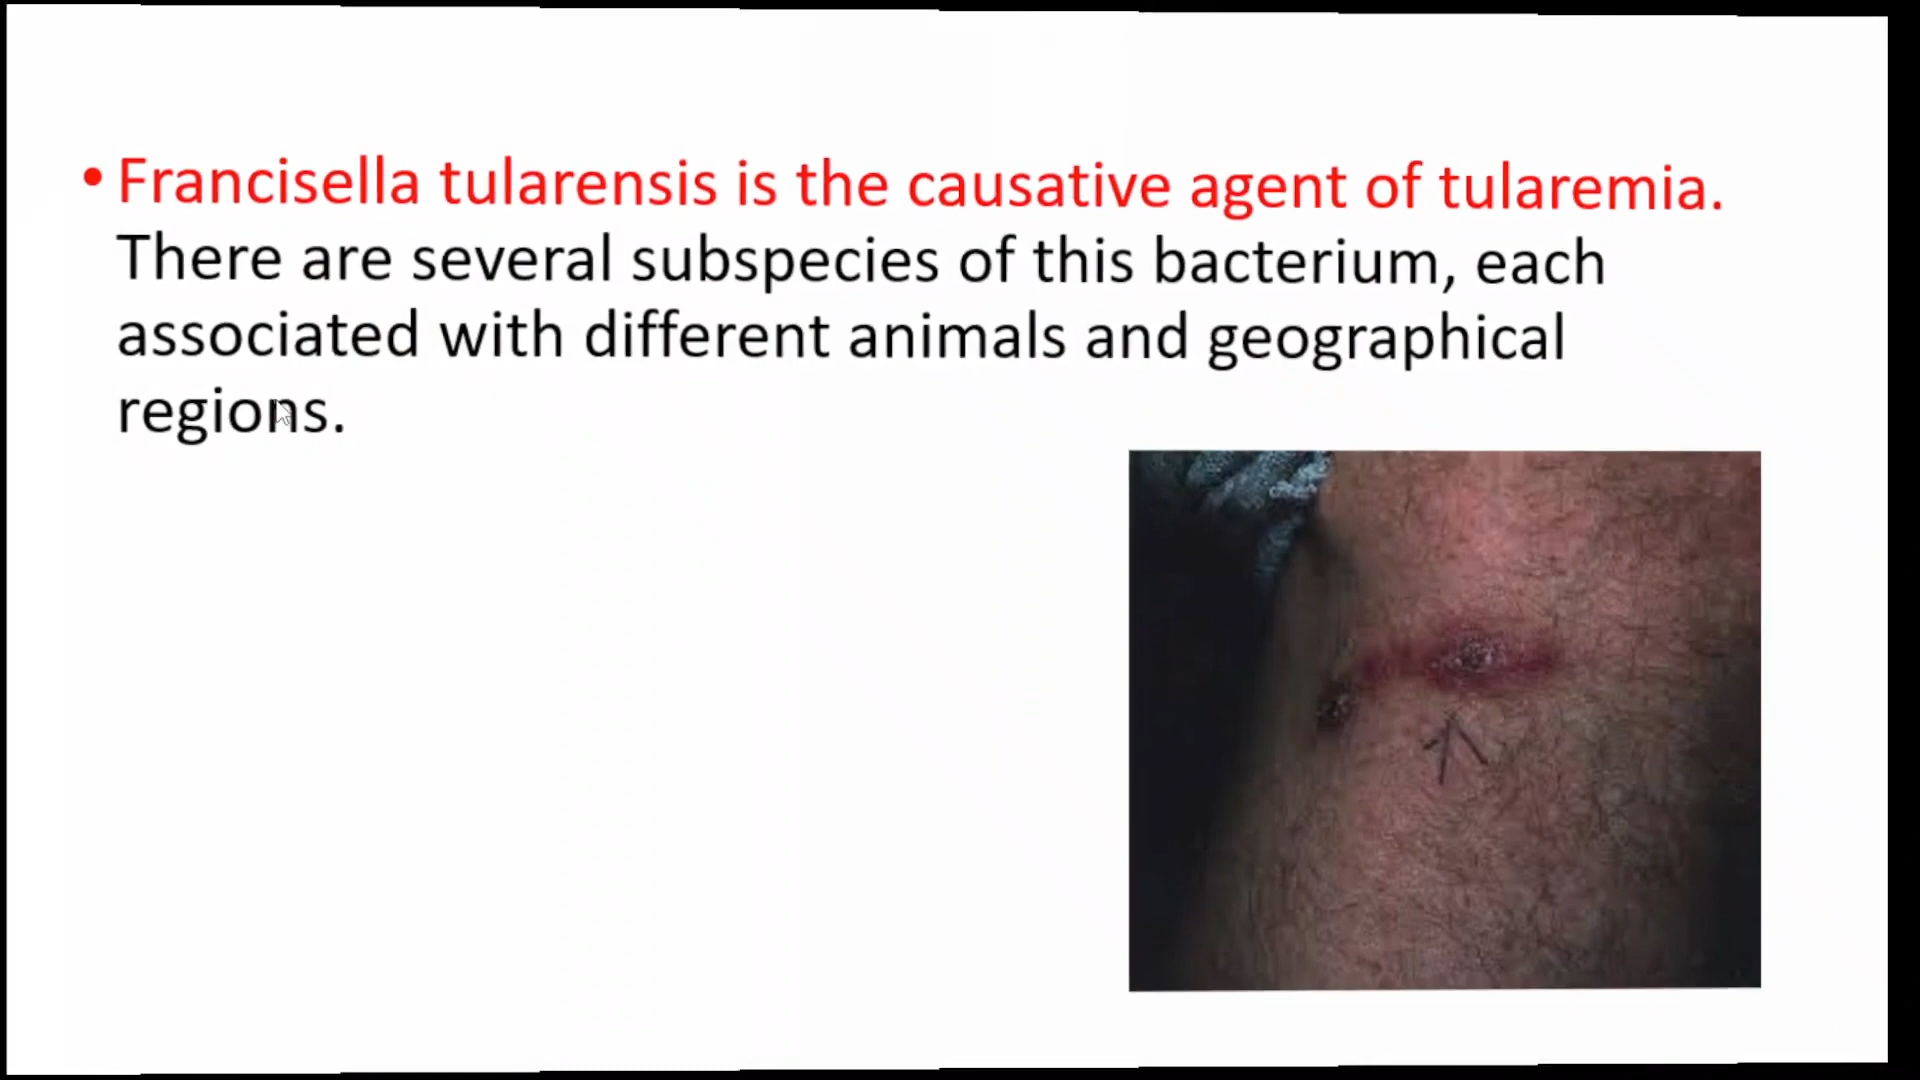 • Francisella tularensis is the causative agent of tularemia.
There are several subspecies of this bacterium, each
associated with different animals and geographical
regions.